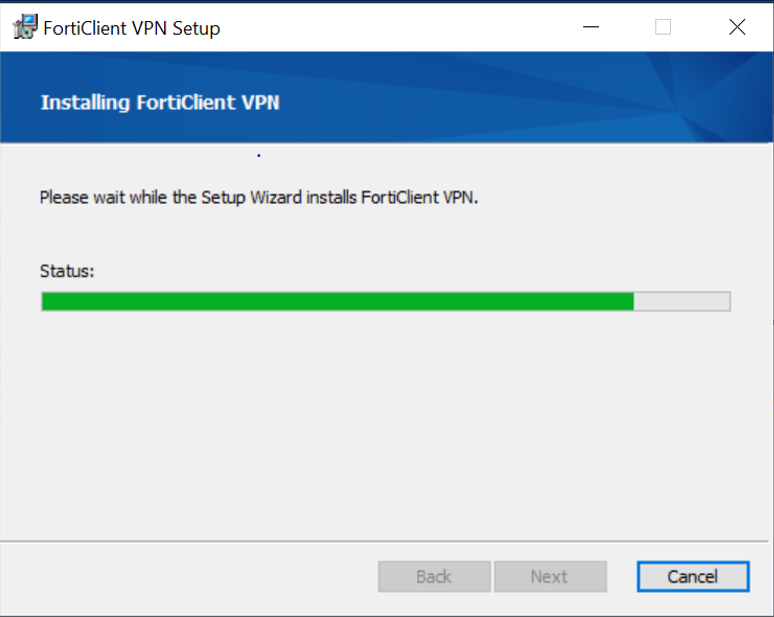 FortiClient VPN Setup
Installing FortiClient VPN
Please wait while the Setup Wizard installs FortiClient VPN.
Status:
Back Next Cancel